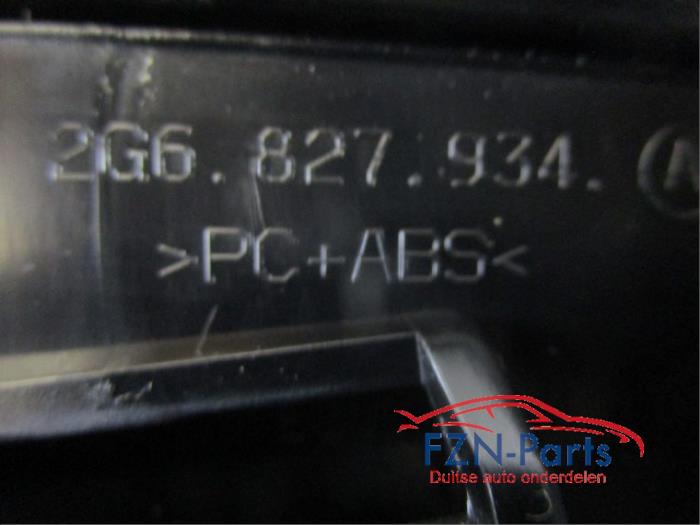 2G6.827.934.
>PC+ABS<
FZN-Parts
Duitse auto onderdelen